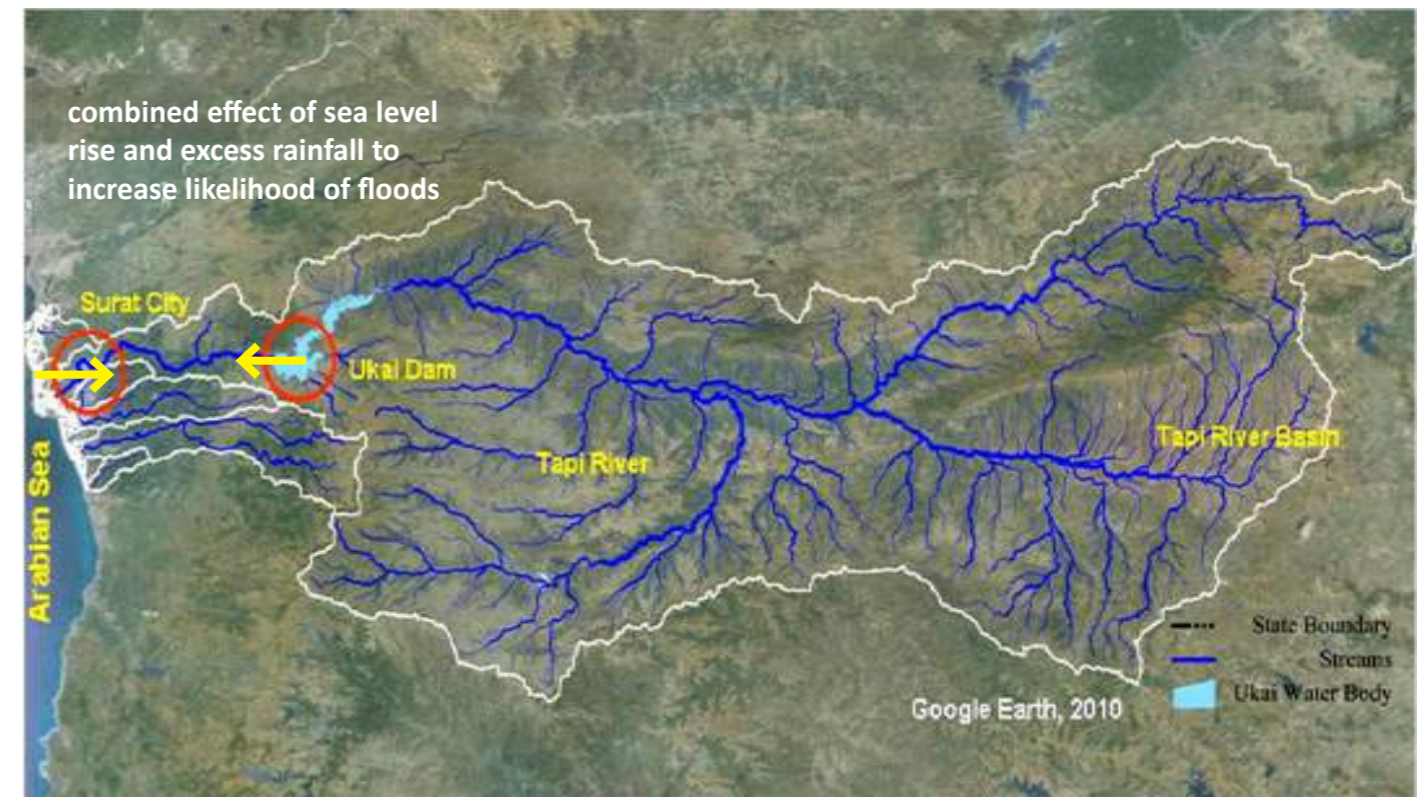 combined effect of sea level
rise and excess rainfall to
increase likelihood of floods
Surat City
Ukai Dam
Tapi River
Tapi River Basin
Arabian Sea
State Boundary
Streams
Ukai Water Body
Google Earth, 2010